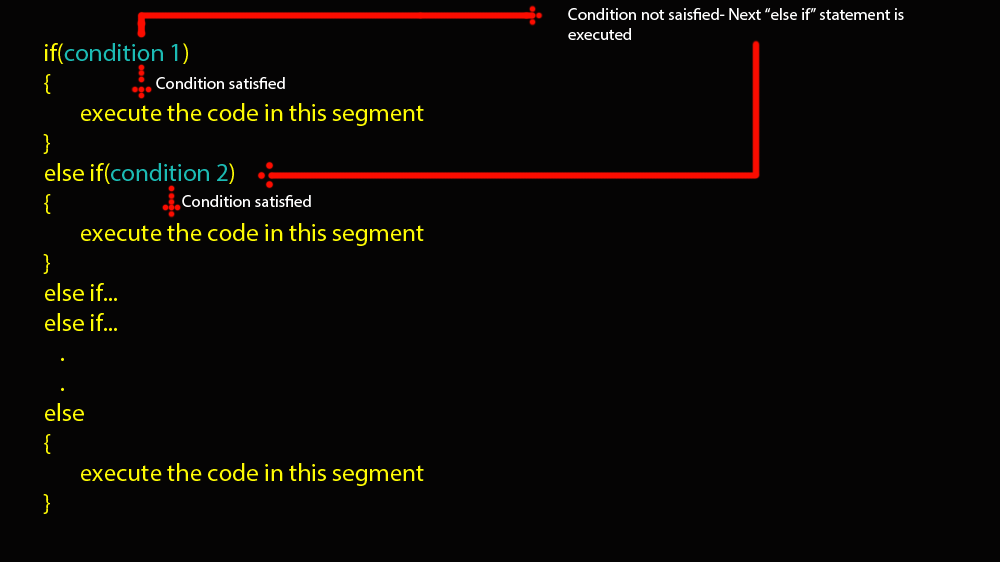 Condition not saisfied- Next “else if” statement is
executed
if(condition 1)
{
Condition satisfied
execute the code in this segment
}
else if(condition 2)
{
Condition satisfied
execute the code in this segment
}
else if...
else if...
.
.
else
{
execute the code in this segment
}